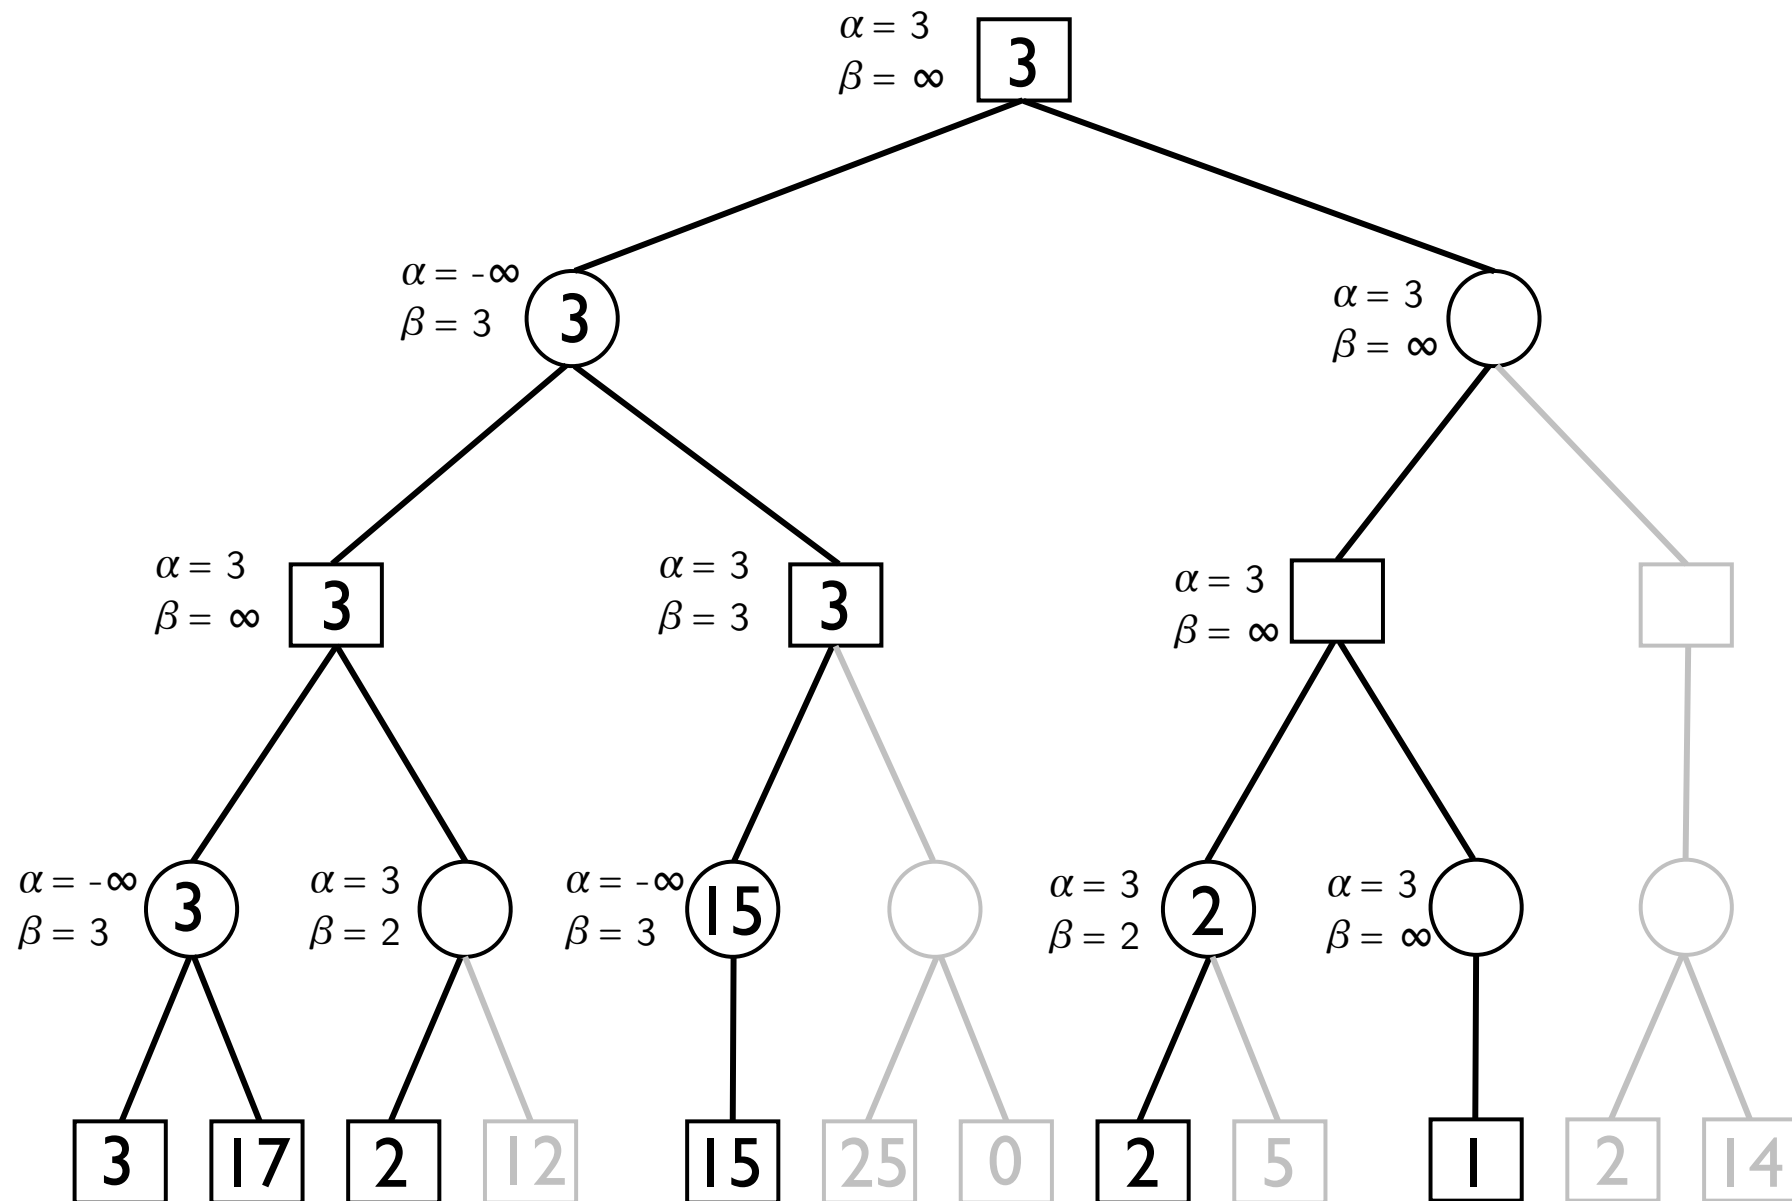 α = 3
β = ∞
3
α = -∞
β = 3
3
α = 3
β = ∞
α = 3
β = ∞
3
α = 3
β = 3
3
α = 3
β = ∞
α = -∞
β = 3
3
α = 3
β = 2
α = -∞
β = 3
15
α = 3
β = 2
2
α = 3
β = ∞
3 17 2 12 15 25 0 2 5 1 2 14